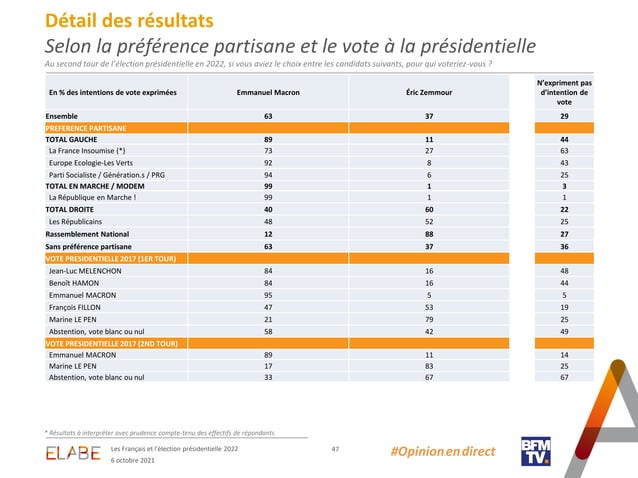 Détail des résultats
Selon la préférence partisane et le vote à la présidentielle
Au second tour de l'élection présidentielle en 2022, si vous aviez le choix entre les candidats suivants, pour qui voteriez-vous ?
En % des intentions de vote exprimées Emmanuel Macron Éric Zemmour N'expriment pas d'intention de vote
Ensemble 63 37 29
PREFERENCE PARTISANE
TOTAL GAUCHE 89 11 44
La France Insoumise (*) 73 27 63
Europe Ecologie-Les Verts 92 8 43
Parti Socialiste / Génération.s / PRG 94 6 25
TOTAL EN MARCHE / MODEM 99 1 3
La République en Marche ! 99 1 1
TOTAL DROITE 40 60 22
Les Républicains 48 52 25
Rassemblement National 12 88 27
Sans préférence partisane 63 37 36
VOTE PRESIDENTIELLE 2017 (1ER TOUR)
Jean-Luc MELENCHON 84 16 48
Benoît HAMON 84 16 44
Emmanuel MACRON 95 5 5
François FILLON 47 53 19
Marine LE PEN 21 79 25
Abstention, vote blanc ou nul 58 42 49
VOTE PRESIDENTIELLE 2017 (2ND TOUR)
Emmanuel MACRON 89 11 14
Marine LE PEN 17 83 25
Abstention, vote blanc ou nul 33 67 67
* Résultats à interpréter avec prudence compte-tenu des effectifs de répondants
ELABE
Les Français et l'élection présidentielle 2022 47
6 octobre 2021
#Opinionendirect
BFM
TV.